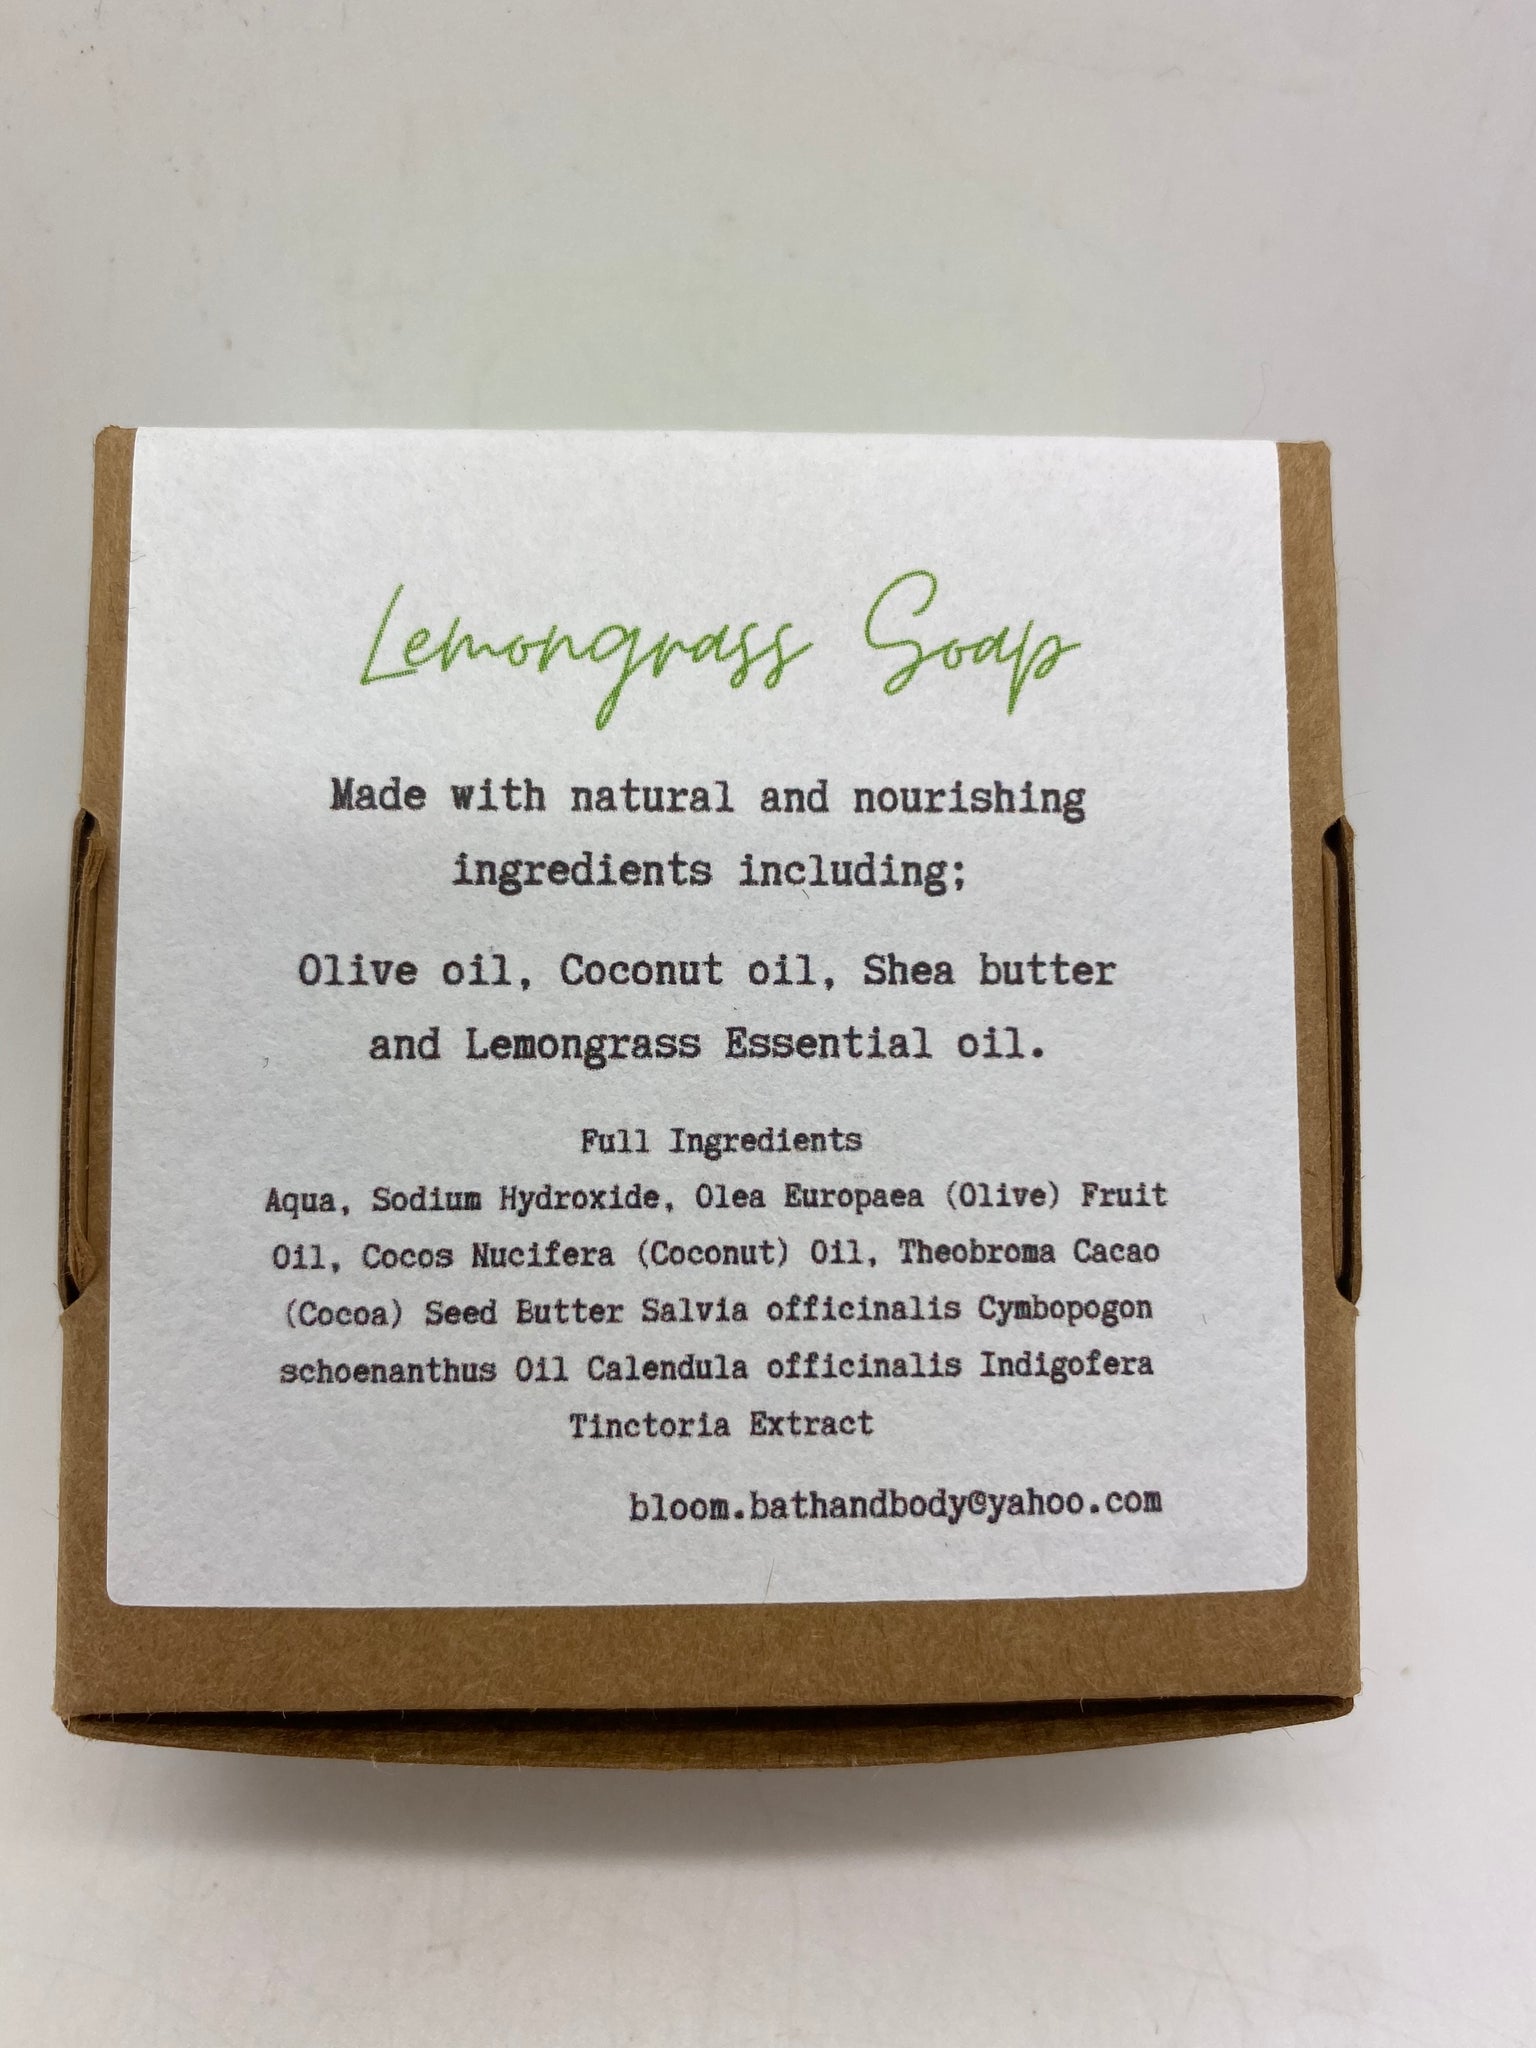 Lemongrass Soap
Made with natural and nourishing
ingredients including;
Olive oil, Coconut oil, Shea butter
and Lemongrass Essential oil.
Full Ingredients
Aqua, Sodium Hydroxide, Olea Europaea (Olive) Fruit
Oil, Cocos Nucifera (Coconut) Oil, Theobroma Cacao
(Cocoa) Seed Butter Salvia officinalis Cymbopogon
schoenanthus Oil Calendula officinalis Indigofera
Tinctoria Extract
bloom.bathandbody@yahoo.com